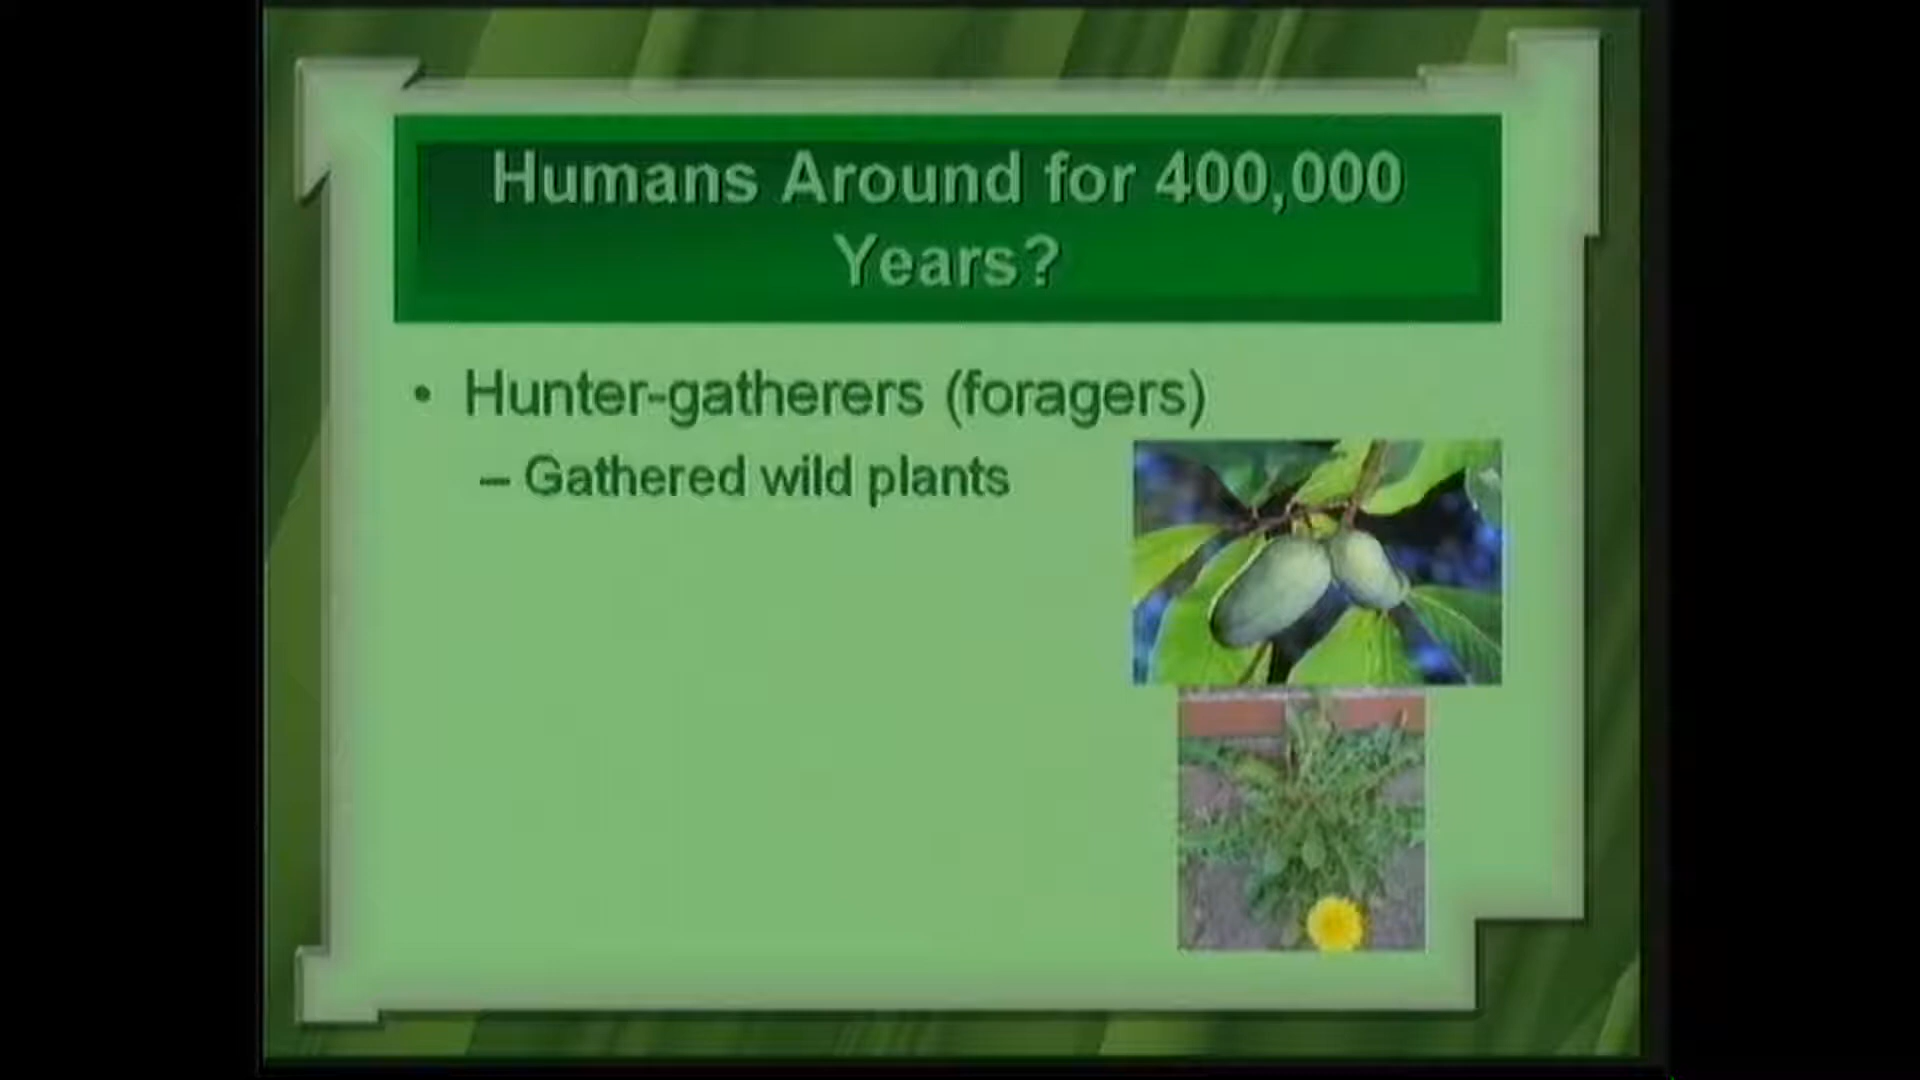 Humans Around for 400,000
Years?
• Hunter-gatherers (foragers)
– Gathered wild plants